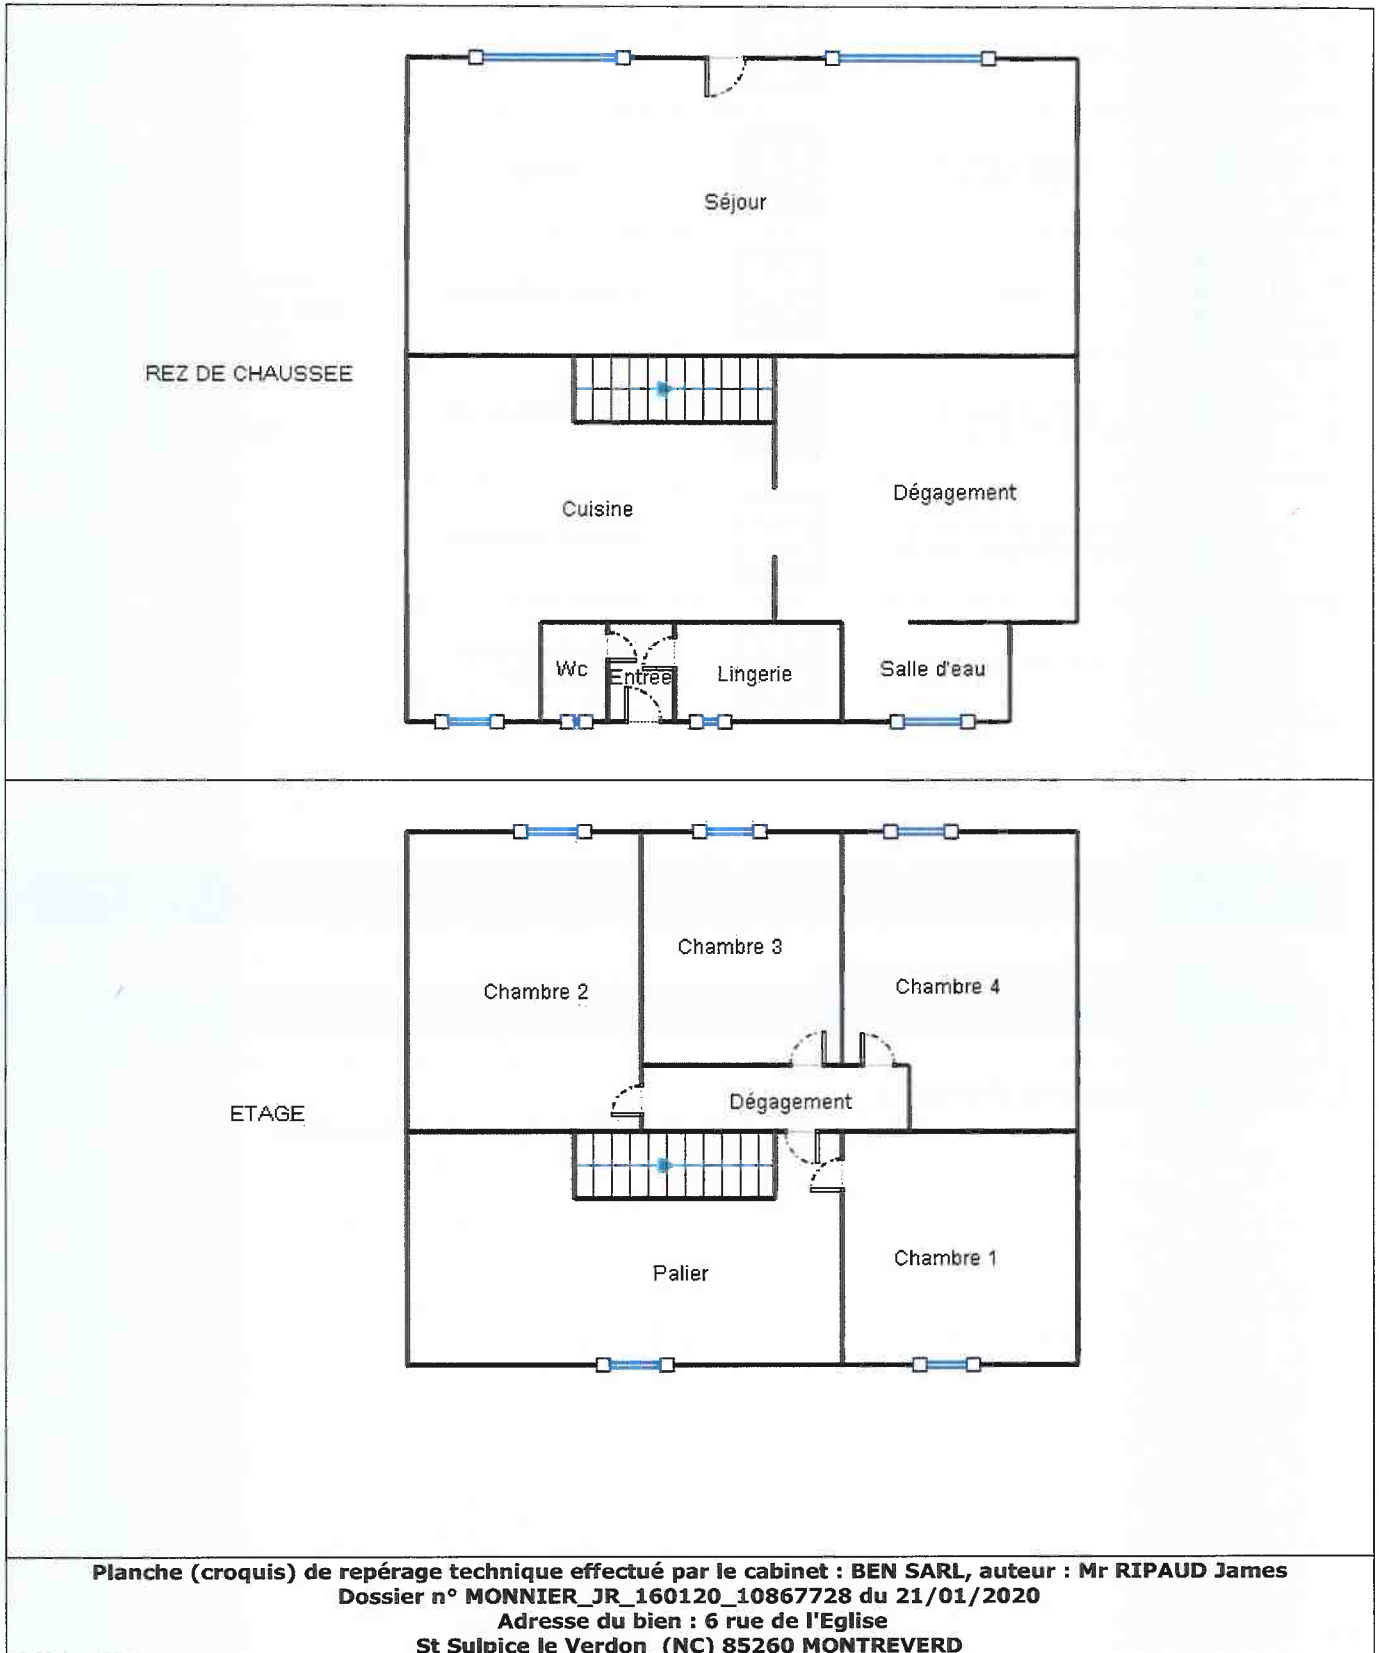 Séjour
REZ DE CHAUSSEE
Dégagement
Cuisine
Wc
Entrée
Lingerie
Salle d'eau
Chambre 3
Chambre 2
Chambre 4
ETAGE
Dégagement
Chambre 1
Palier
Planche (croquis) de repérage technique effectué par le cabinet : BEN SARL, auteur : Mr RIPAUD James
Dossier n° MONNIER_JR_160120_10867728 du 21/01/2020
Adresse du bien : 6 rue de l'Eglise
St Sulpice le Verdon (NC) 85260 MONTREVERD